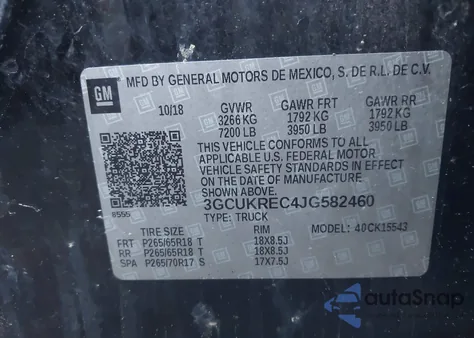 GM
MFD BY GENERAL MOTORS DE MEXICO, S. DE R.L. DE C.V.
10/18 GVWR GAWR FRT GAWR RR
3266 KG 1792 KG 1792 KG
7200 LB 3950 LB 3950 LB
THIS VEHICLE CONFORMS TO ALL
APPLICABLE U.S. FEDERAL MOTOR
VEHICLE SAFETY STANDARDS IN EFFECT
ON THE DATE OF MANUFACTURE
SHOWN ABOVE.
3GCUKREC4JG582460
TYPE: TRUCK
8555 MODEL: 40CK15543
TIRE SIZE RIM
FRT P265/65R18 T 18X8.5J
RR P265/65R18 T 18X8.5J
SPA P265/70R17 S 17X7.5J
autoSnap